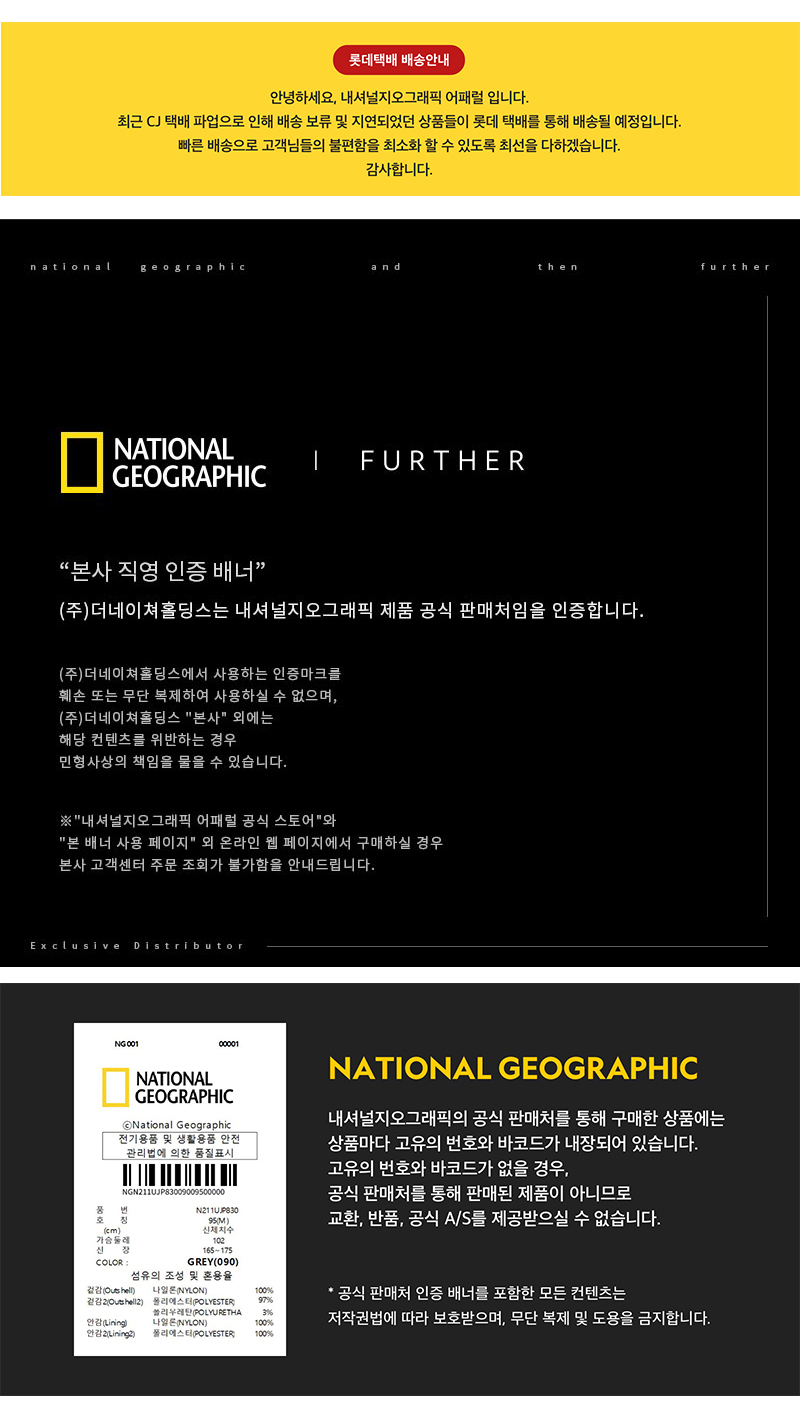 롯데택배 배송안내
안녕하세요, 내셔널지오그래픽 어패럴 입니다.
최근 CJ 택배 파업으로 인해 배송 보류 및 지연되었던 상품들이 롯데 택배를 통해 배송될 예정입니다.
빠른 배송으로 고객님들의 불편함을 최소화 할 수 있도록 최선을 다하겠습니다.
감사합니다.
national geographic and then further
NATIONAL
GEOGRAPHIC
| FURTHER
“본사 직영 인증 배너”
(주)더네이쳐홀딩스는 내셔널지오그래픽 제품 공식 판매처임을 인증합니다.
(주)더네이쳐홀딩스에서 사용하는 인증마크를
훼손 또는 무단 복제하여 사용하실 수 없으며,
(주)더네이쳐홀딩스 "본사" 외에는
해당 컨텐츠를 위반하는 경우
민형사상의 책임을 물을 수 있습니다.
※"내셔널지오그래픽 어패럴 공식 스토어"와
"본 배너 사용 페이지" 외 온라인 웹 페이지에서 구매하실 경우
본사 고객센터 주문 조회가 불가함을 안내드립니다.
Exclusive Distributor
NG001 00001
NATIONAL
GEOGRAPHIC
ⓒNational Geographic
전기용품 및 생활용품 안전
관리법에 의한 품질표시
NGN211UJP83009009500000
품 번 N211UJP830
호 칭 95(M)
(cm) 신체치수
가슴둘레 102
신 장 165~175
COLOR : GREY(090)
섬유의 조성 및 혼용율
겉감(Outshell) 나일론(NYLON) 100%
겉감2(Outshell2) 폴리에스터(POLYESTER) 97%
폴리우레탄(POLYURETHA 3%
안감(Lining) 나일론(NYLON) 100%
안감2(Lining2) 폴리에스터(POLYESTER) 100%
NATIONAL GEOGRAPHIC
내셔널지오그래픽의 공식 판매처를 통해 구매한 상품에는
상품마다 고유의 번호와 바코드가 내장되어 있습니다.
고유의 번호와 바코드가 없을 경우,
공식 판매처를 통해 판매된 제품이 아니므로
교환, 반품, 공식 A/S를 제공받으실 수 없습니다.
* 공식 판매처 인증 배너를 포함한 모든 컨텐츠는
저작권법에 따라 보호받으며, 무단 복제 및 도용을 금지합니다.